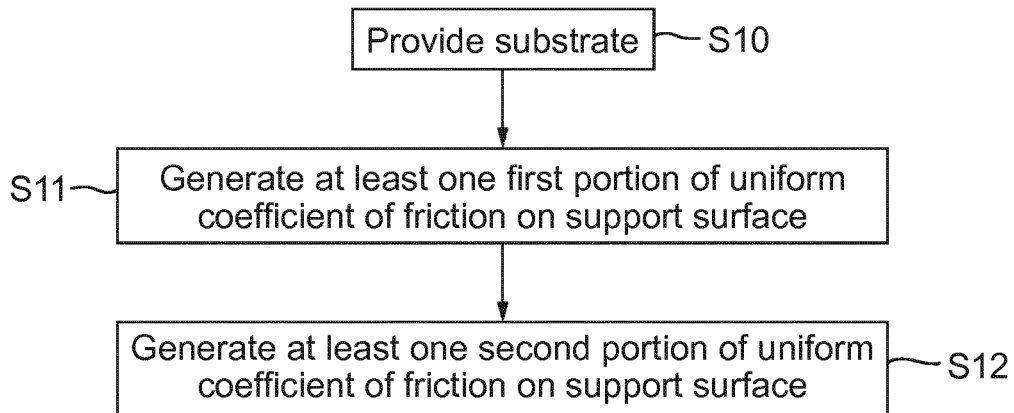 Provide substrate
S10
S11
Generate at least one first portion of uniform
coefficient of friction on support surface
Generate at least one second portion of uniform
coefficient of friction on support surface
S12